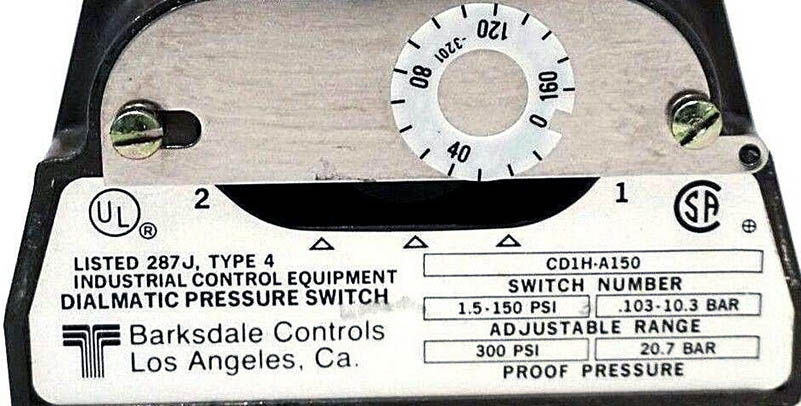 120
-3201
80
160
0
40
UL
®
2
1
SA
LISTED 287J, TYPE 4
INDUSTRIAL CONTROL EQUIPMENT
DIALMATIC PRESSURE SWITCH
Barksdale Controls
Los Angeles, Ca.
CD1H-A150
SWITCH NUMBER
1.5-150 PSI .103-10.3 BAR
ADJUSTABLE RANGE
300 PSI 20.7 BAR
PROOF PRESSURE